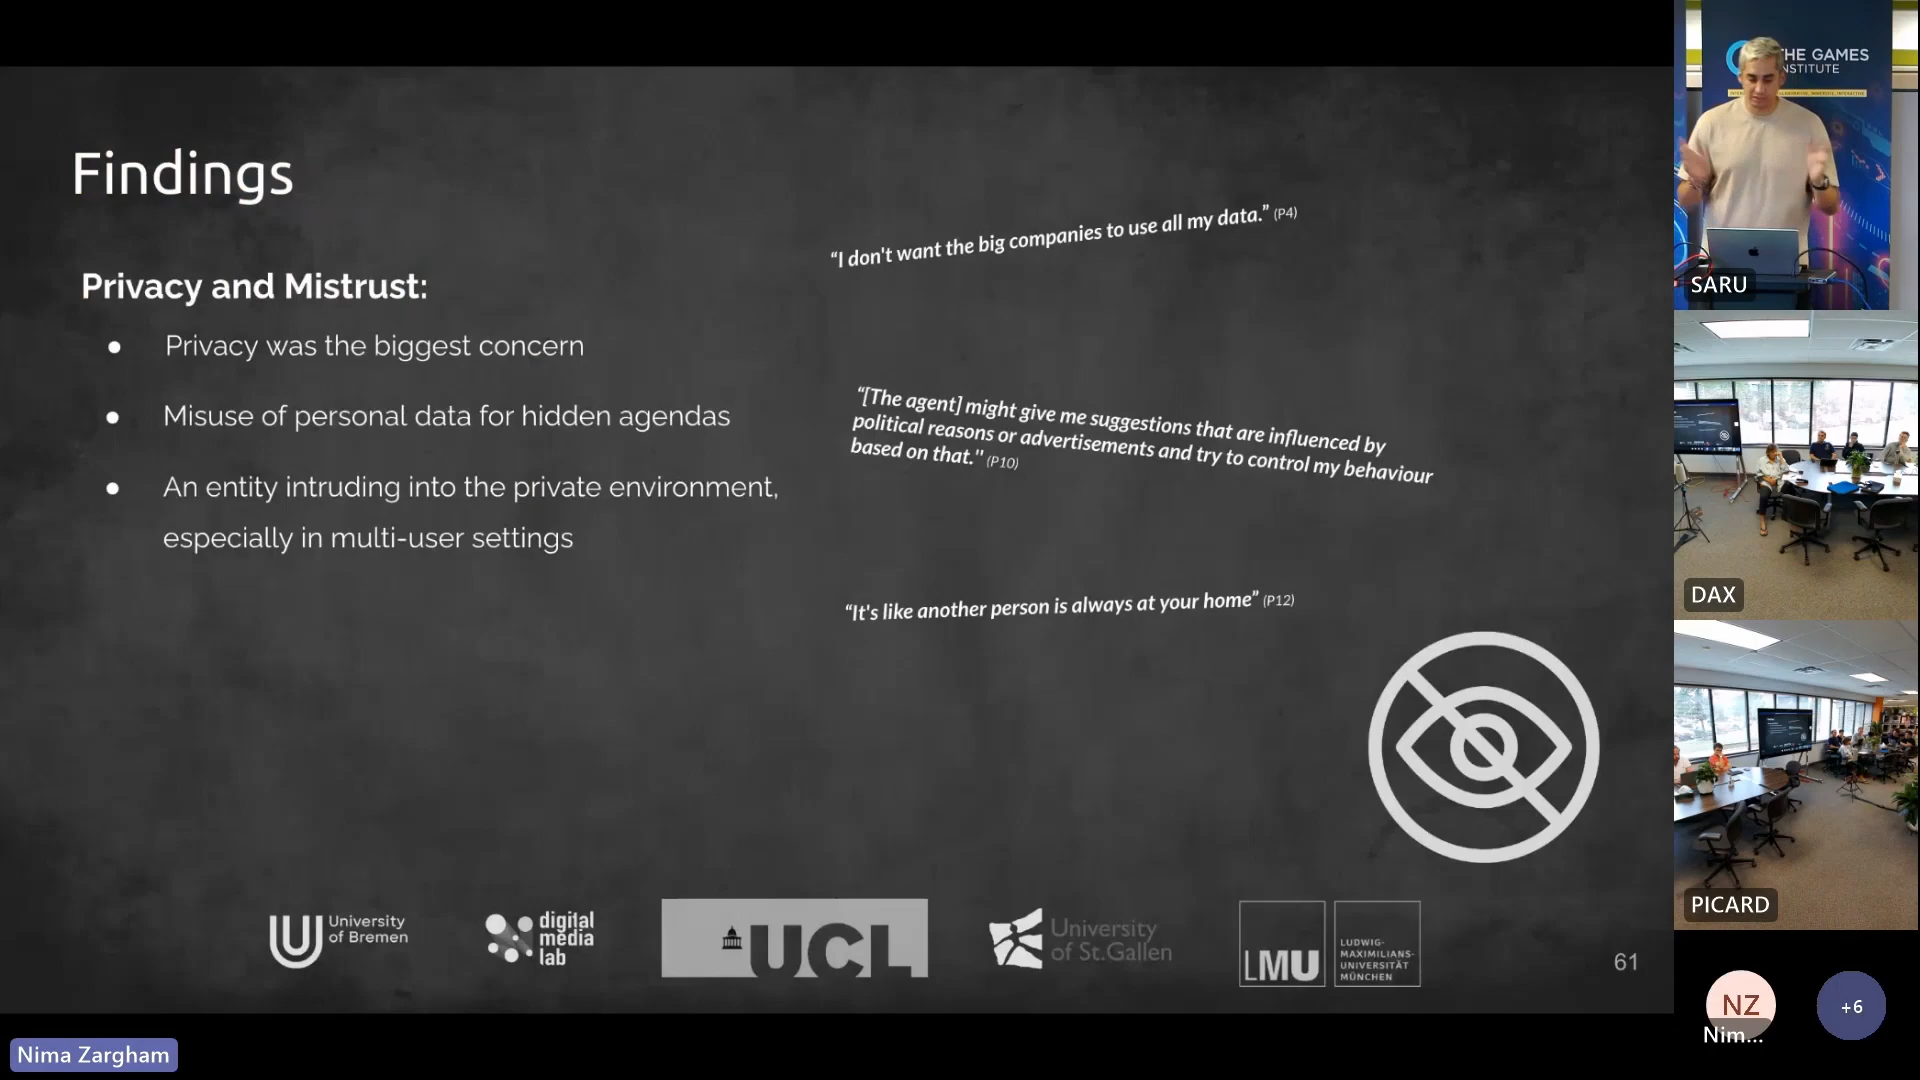 Findings
Privacy and Mistrust:
● Privacy was the biggest concern
● Misuse of personal data for hidden agendas
● An entity intruding into the private environment,
especially in multi-user settings
“I don't want the big companies to use all my data.” (P4)
“[The agent] might give me suggestions that are influenced by
political reasons or advertisements and try to control my behaviour
based on that." (P10)
“It's like another person is always at your home” (P12)
University
of Bremen
digital
media
lab
UCL
University
of St.Gallen
LMU
LUDWIG-
MAXIMILIANS-
UNIVERSITÄT
MÜNCHEN
61
Nima Zargham
THE GAMES
INSTITUTE
SARU
DAX
PICARD
NZ
Nim...
+6